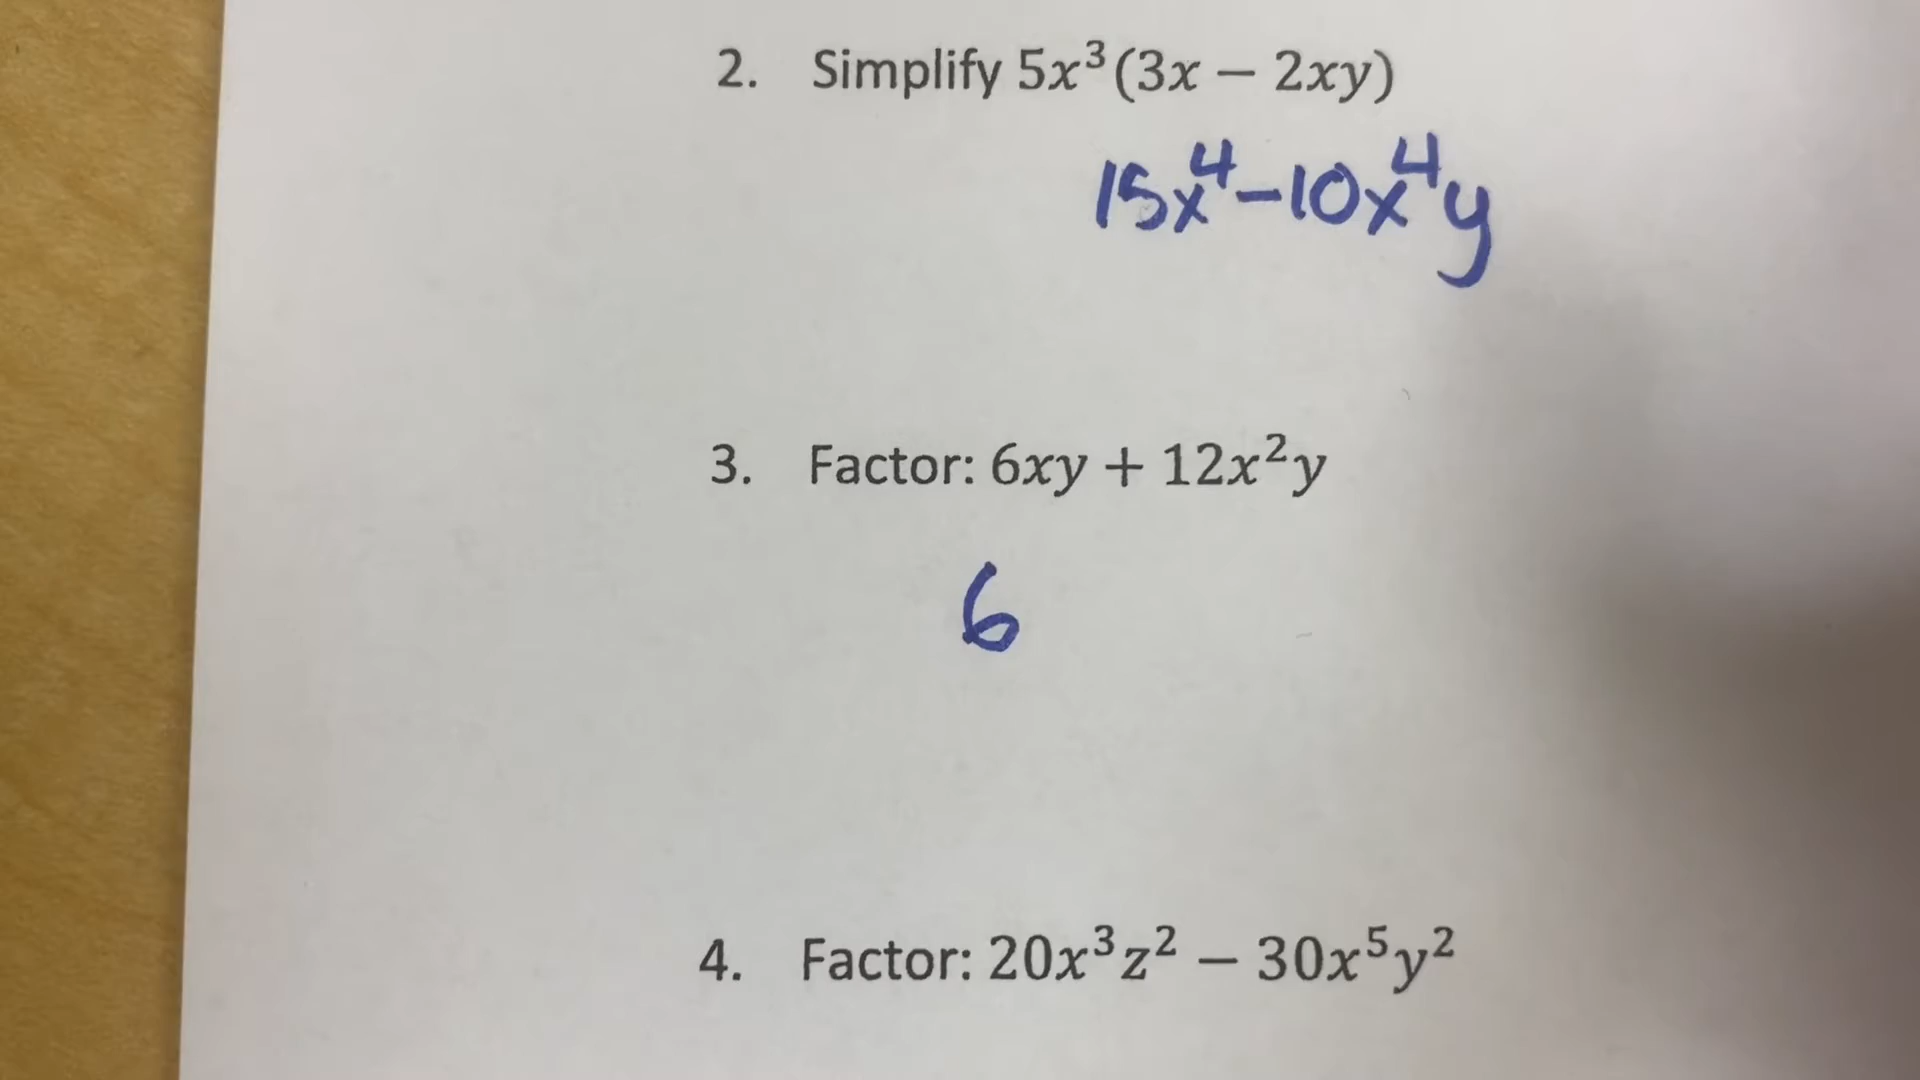 2. Simplify 5x³(3x − 2xy)
15x⁴-10x⁴y
3. Factor: 6xy + 12x²y
6
4. Factor: 20x³z² − 30x⁵y²